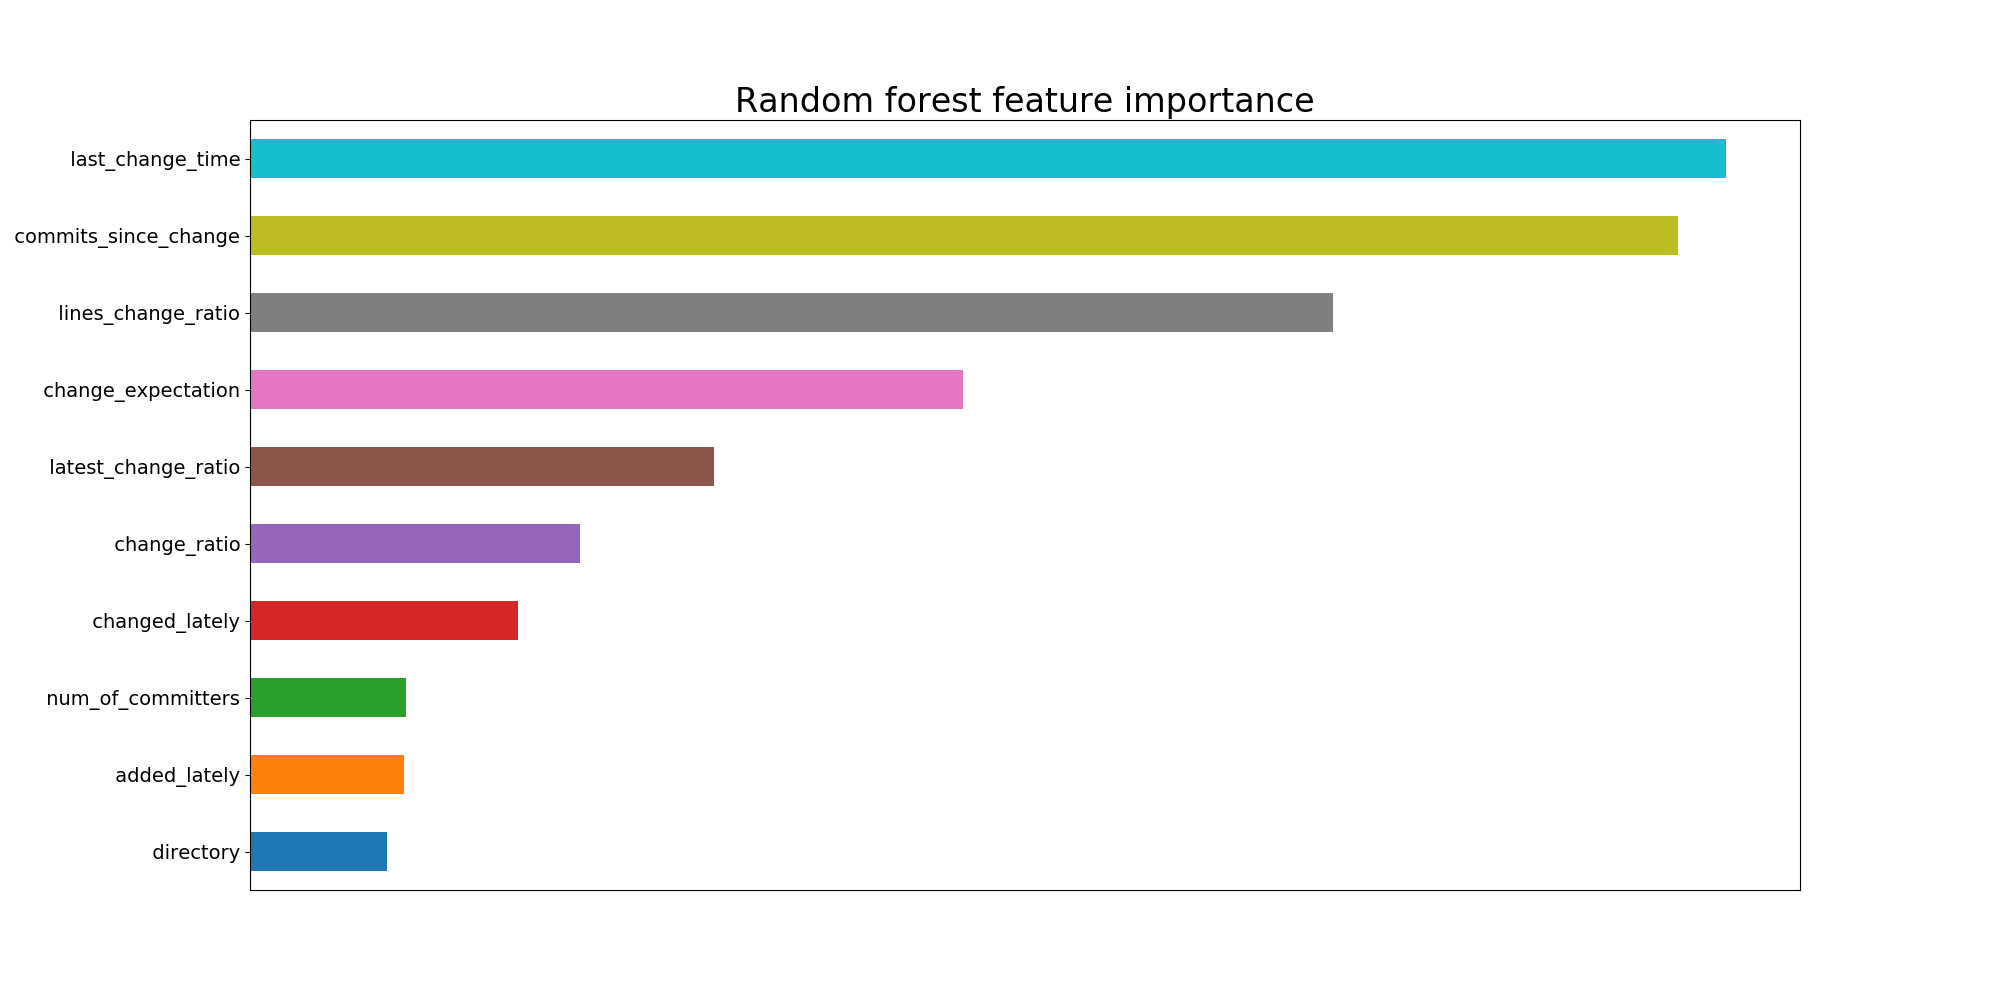 Random forest feature importance
last_change_time
commits_since_change
lines_change_ratio
change_expectation
latest_change_ratio
change_ratio
changed_lately
num_of_committers
added_lately
directory